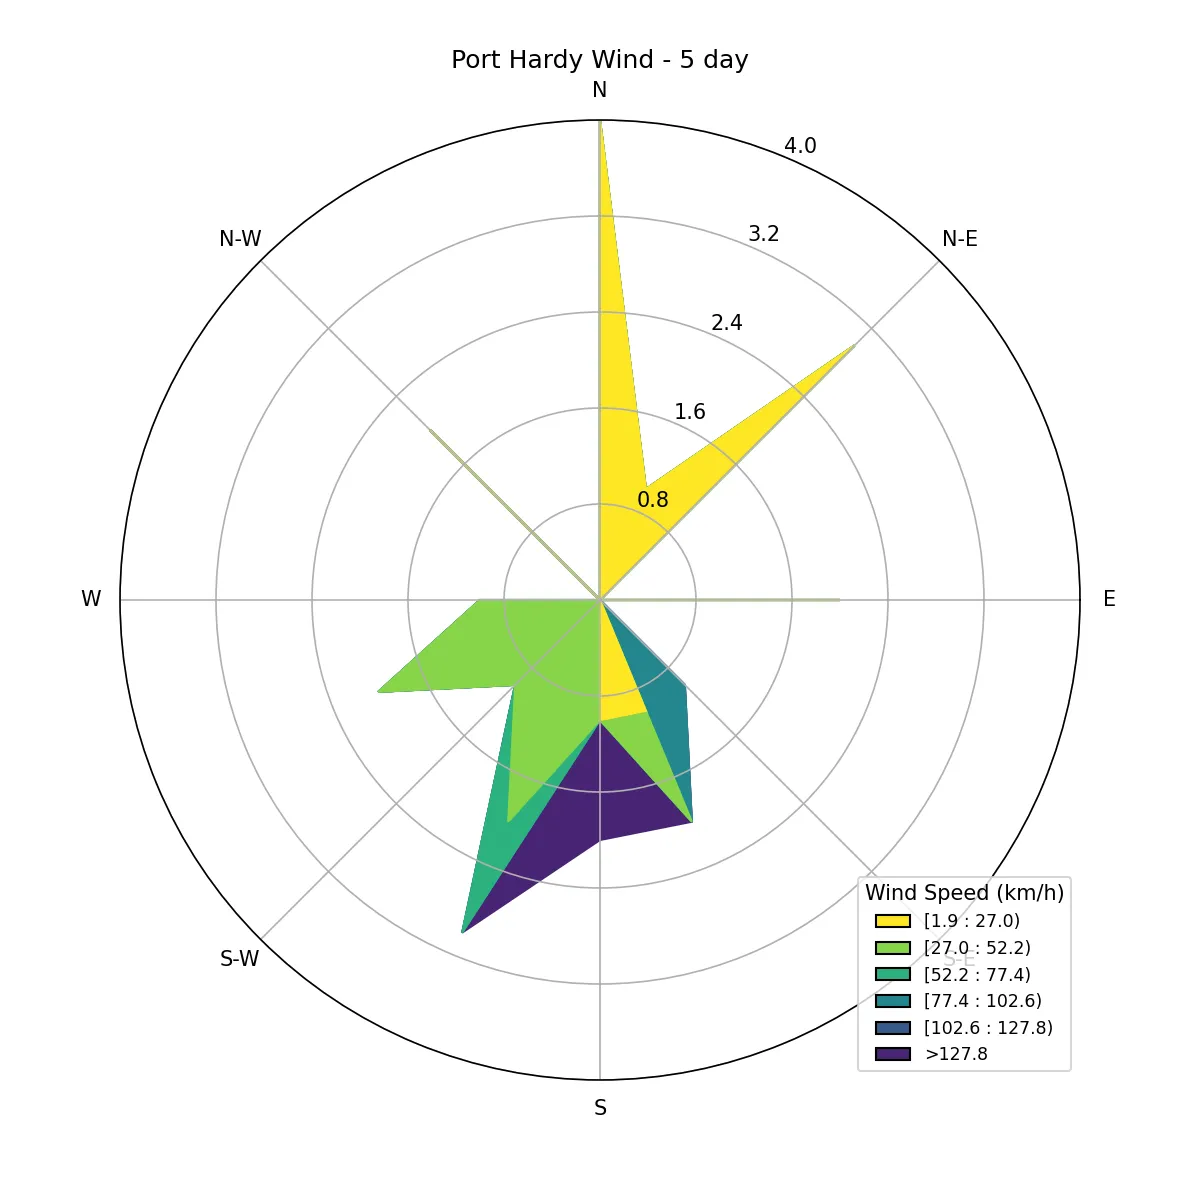 Port Hardy Wind - 5 day
N
4.0
3.2
N-W
N-E
2.4
1.6
0.8
W
E
Wind Speed (km/h)
[1.9 : 27.0)
[27.0 : 52.2)
S-W
S-E
[52.2 : 77.4)
[77.4 : 102.6)
[102.6 : 127.8)
>127.8
S